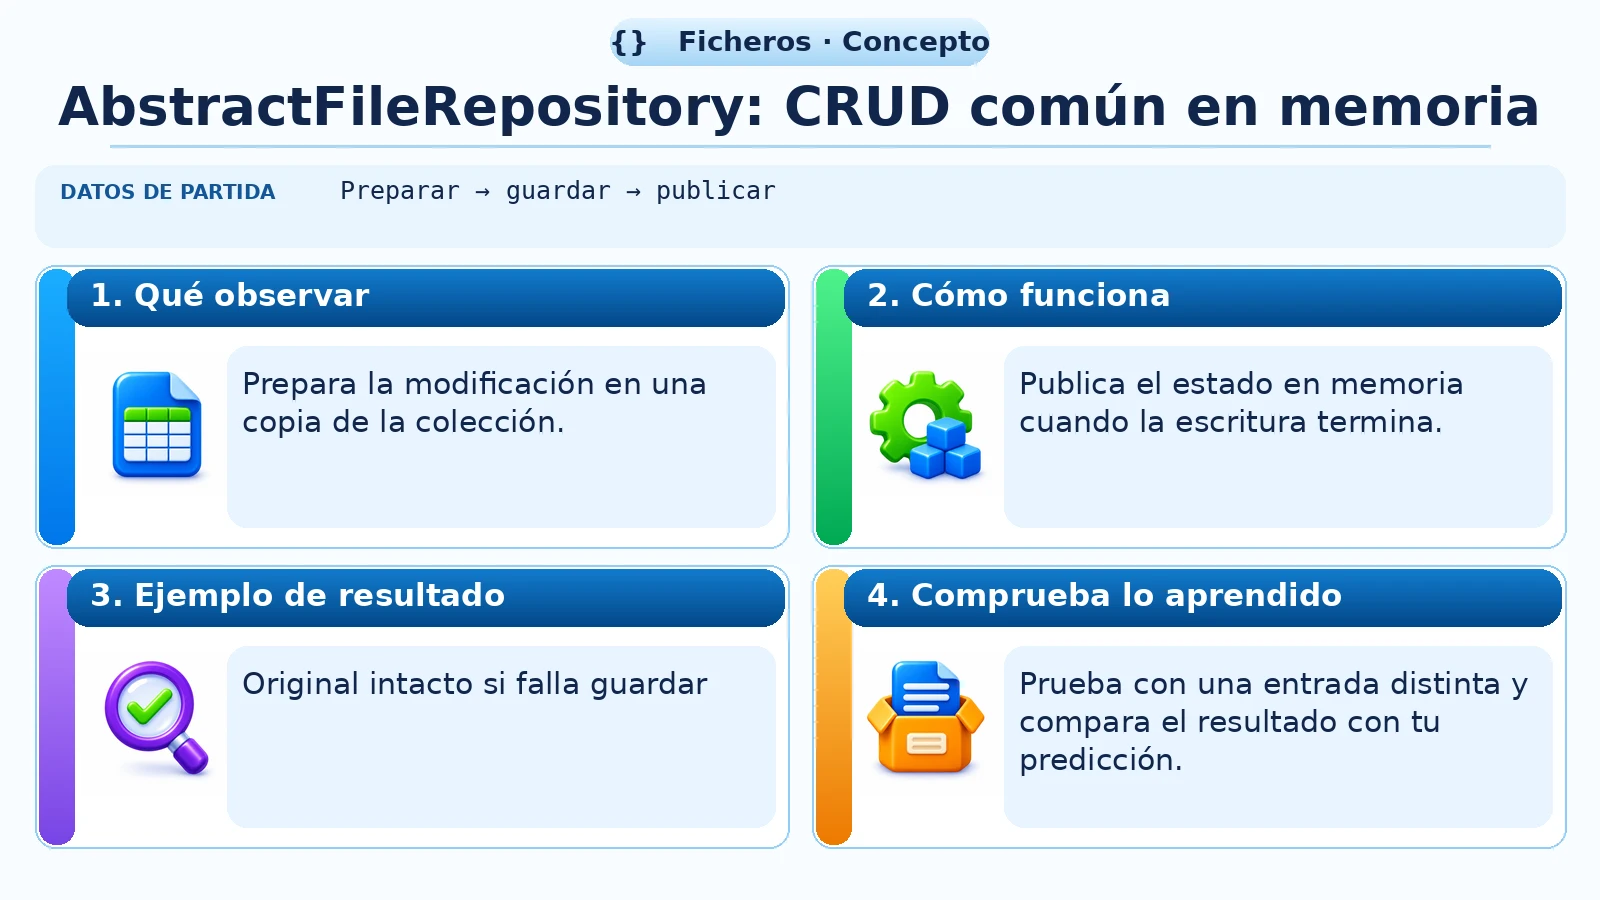 {} Ficheros · Concepto
AbstractFileRepository: CRUD común en memoria
DATOS DE PARTIDA Preparar → guardar → publicar
1. Qué observar
Prepara la modificación en una
copia de la colección.
2. Cómo funciona
Publica el estado en memoria
cuando la escritura termina.
3. Ejemplo de resultado
Original intacto si falla guardar
4. Comprueba lo aprendido
Prueba con una entrada distinta y
compara el resultado con tu
predicción.